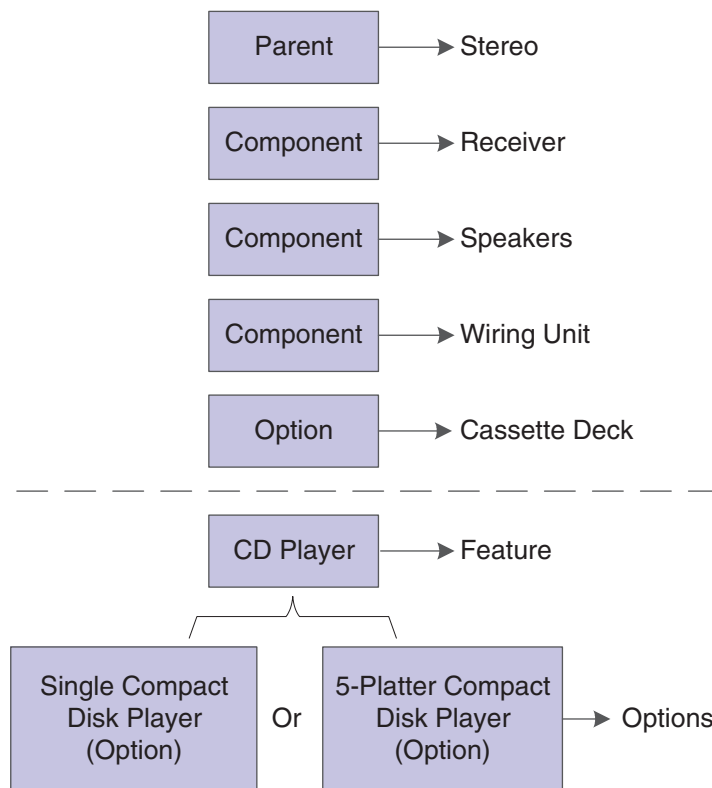 Parent
Stereo
Component
Receiver
Component
Speakers
Component
Wiring Unit
Option
Cassette Deck
CD Player
Feature
Single Compact
Disk Player
(Option)
Or
5-Platter Compact
Disk Player
(Option)
Options